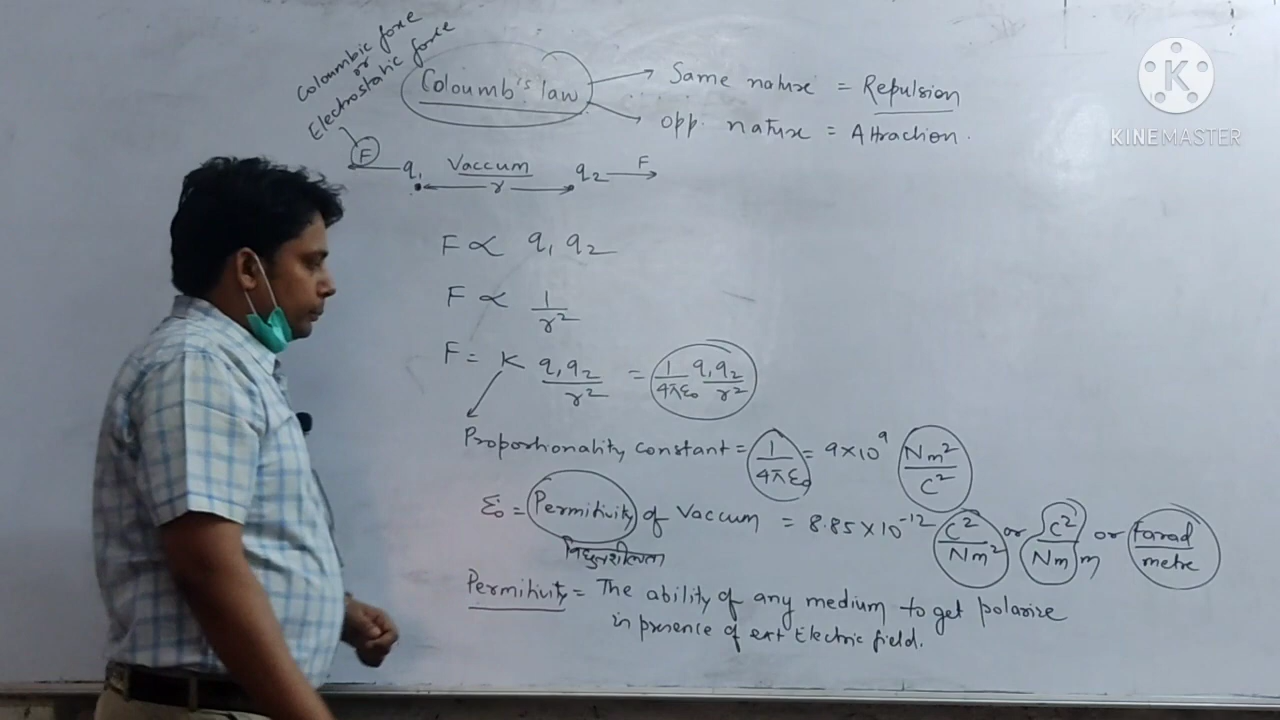 Coloumbic force
or
Electrostatic force
Coloumb's law
Same nature = Repulsion
opp. nature = Attraction.
F q₁ Vaccum q₂ F
r
F ∝ q₁ q₂
F ∝ 1/r²
F = K q₁q₂/r² = 1/4πε₀ q₁q₂/r²
Proportionality constant = 1/4πε₀ = 9×10⁹ Nm²/C²
ε₀ = Permitivity of Vaccum = 8.85×10⁻¹² C²/Nm² or C²/Nm m or farad/metre
विधुतशीलता
Permitivity = The ability of any medium to get polarize
in presence of ext Electric field.
K
KINEMASTER